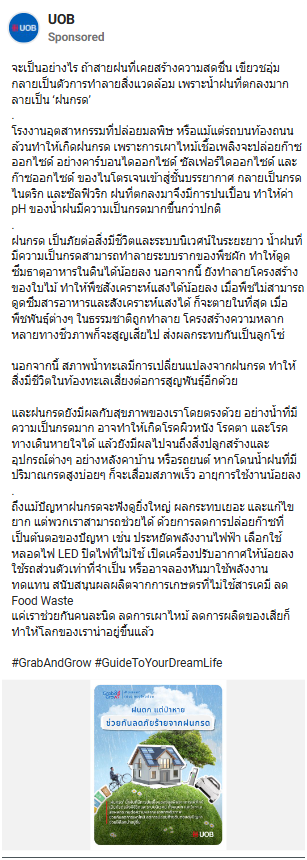 UOB
Sponsored
UOB
จะเป็นอย่างไร ถ้าสายฝนที่เคยสร้างความสดชื่น เขียวชอุ่ม
กลายเป็นตัวการทำลายสิ่งแวดล้อม เพราะน้ำฝนที่ตกลงมาก
ลายเป็น 'ฝนกรด'
.
โรงงานอุตสาหกรรมที่ปล่อยมลพิษ หรือแม้แต่รถบนท้องถนน
ล้วนทำให้เกิดฝนกรด เพราะการเผาไหม้เชื้อเพลิงจะปล่อยก๊าซ
ออกไซด์ อย่างคาร์บอนไดออกไซด์ ซัลเฟอร์ไดออกไซด์ และ
ก๊าซออกไซด์ ของไนโตรเจนเข้าสู่ชั้นบรรยากาศ กลายเป็นกรด
ไนตริก และซัลฟิวริก ฝนที่ตกลงมาจึงมีการปนเปื้อน ทำให้ค่า
pH ของน้ำฝนมีความเป็นกรดมากขึ้นกว่าปกติ
.
ฝนกรด เป็นภัยต่อสิ่งมีชีวิตและระบบนิเวศน์ในระยะยาว น้ำฝนที่
มีความเป็นกรดสามารถทำลายระบบรากของพืชผัก ทำให้ดูด
ซึมธาตุอาหารในดินได้น้อยลง นอกจากนี้ ยังทำลายโครงสร้าง
ของใบไม้ ทำให้พืชสังเคราะห์แสงได้น้อยลง เมื่อพืชไม่สามารถ
ดูดซึมสารอาหารและสังเคราะห์แสงได้ ก็จะตายในที่สุด เมื่อ
พืชพันธุ์ต่างๆ ในธรรมชาติถูกทำลาย โครงสร้างความหลาก
หลายทางชีวภาพก็จะสูญเสียไป ส่งผลกระทบกันเป็นลูกโซ่
นอกจากนี้ สภาพน้ำทะเลมีการเปลี่ยนแปลงจากฝนกรด ทำให้
สิ่งมีชีวิตในท้องทะเลเสี่ยงต่อการสูญพันธุ์อีกด้วย
และฝนกรดยังมีผลกับสุขภาพของเราโดยตรงด้วย อย่างน้ำที่มี
ความเป็นกรดมาก อาจทำให้เกิดโรคผิวหนัง โรคตา และโรค
ทางเดินหายใจได้ แล้วยังมีผลไปจนถึงสิ่งปลูกสร้างและ
อุปกรณ์ต่างๆ อย่างหลังคาบ้าน หรือรถยนต์ หากโดนน้ำฝนที่มี
ปริมาณกรดสูงบ่อยๆ ก็จะเสื่อมสภาพเร็ว อายุการใช้งานน้อยลง
.
ถึงแม้ปัญหาฝนกรดจะฟังดูยิ่งใหญ่ ผลกระทบเยอะ และแก้ไข
ยาก แต่พวกเราสามารถช่วยได้ ด้วยการลดการปล่อยก๊าซที่
เป็นต้นตอของปัญหา เช่น ประหยัดพลังงานไฟฟ้า เลือกใช้
หลอดไฟ LED ปิดไฟที่ไม่ใช้ เปิดเครื่องปรับอากาศให้น้อยลง
ใช้รถส่วนตัวเท่าที่จำเป็น หรืออาจลองหันมาใช้พลังงาน
ทดแทน สนับสนุนผลผลิตจากการเกษตรที่ไม่ใช้สารเคมี ลด
Food Waste
แค่เราช่วยกันคนละนิด ลดการเผาไหม้ ลดการผลิตของเสียก็
ทำให้โลกของเราน่าอยู่ขึ้นแล้ว
#GrabAndGrow #GuideToYourDreamLife
ฝนตก แต่ป่าหาย
ช่วยกันลดภัยร้ายจากฝนกรด
UOB